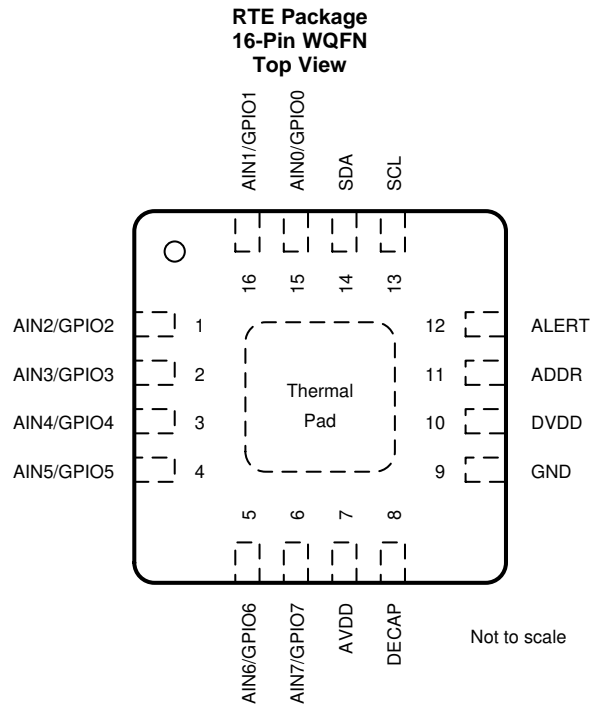 RTE Package
16-Pin WQFN
Top View
AIN1/GPIO1
AIN0/GPIO0
SDA
SCL
16
15
14
13
AIN2/GPIO2
1
12
ALERT
AIN3/GPIO3
2
11
ADDR
AIN4/GPIO4
3
10
DVDD
AIN5/GPIO5
4
9
GND
Thermal
Pad
5
6
7
8
AIN6/GPIO6
AIN7/GPIO7
AVDD
DECAP
Not to scale